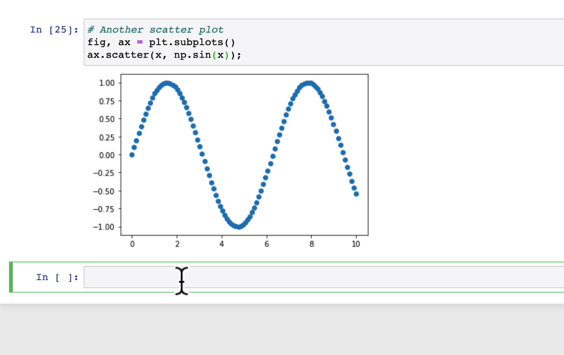 In [25]: # Another scatter plot
fig, ax = plt.subplots()
ax.scatter(x, np.sin(x));
1.00
0.75
0.50
0.25
0.00
−0.25
−0.50
−0.75
−1.00
0 2 4 6 8 10
In [ ]: